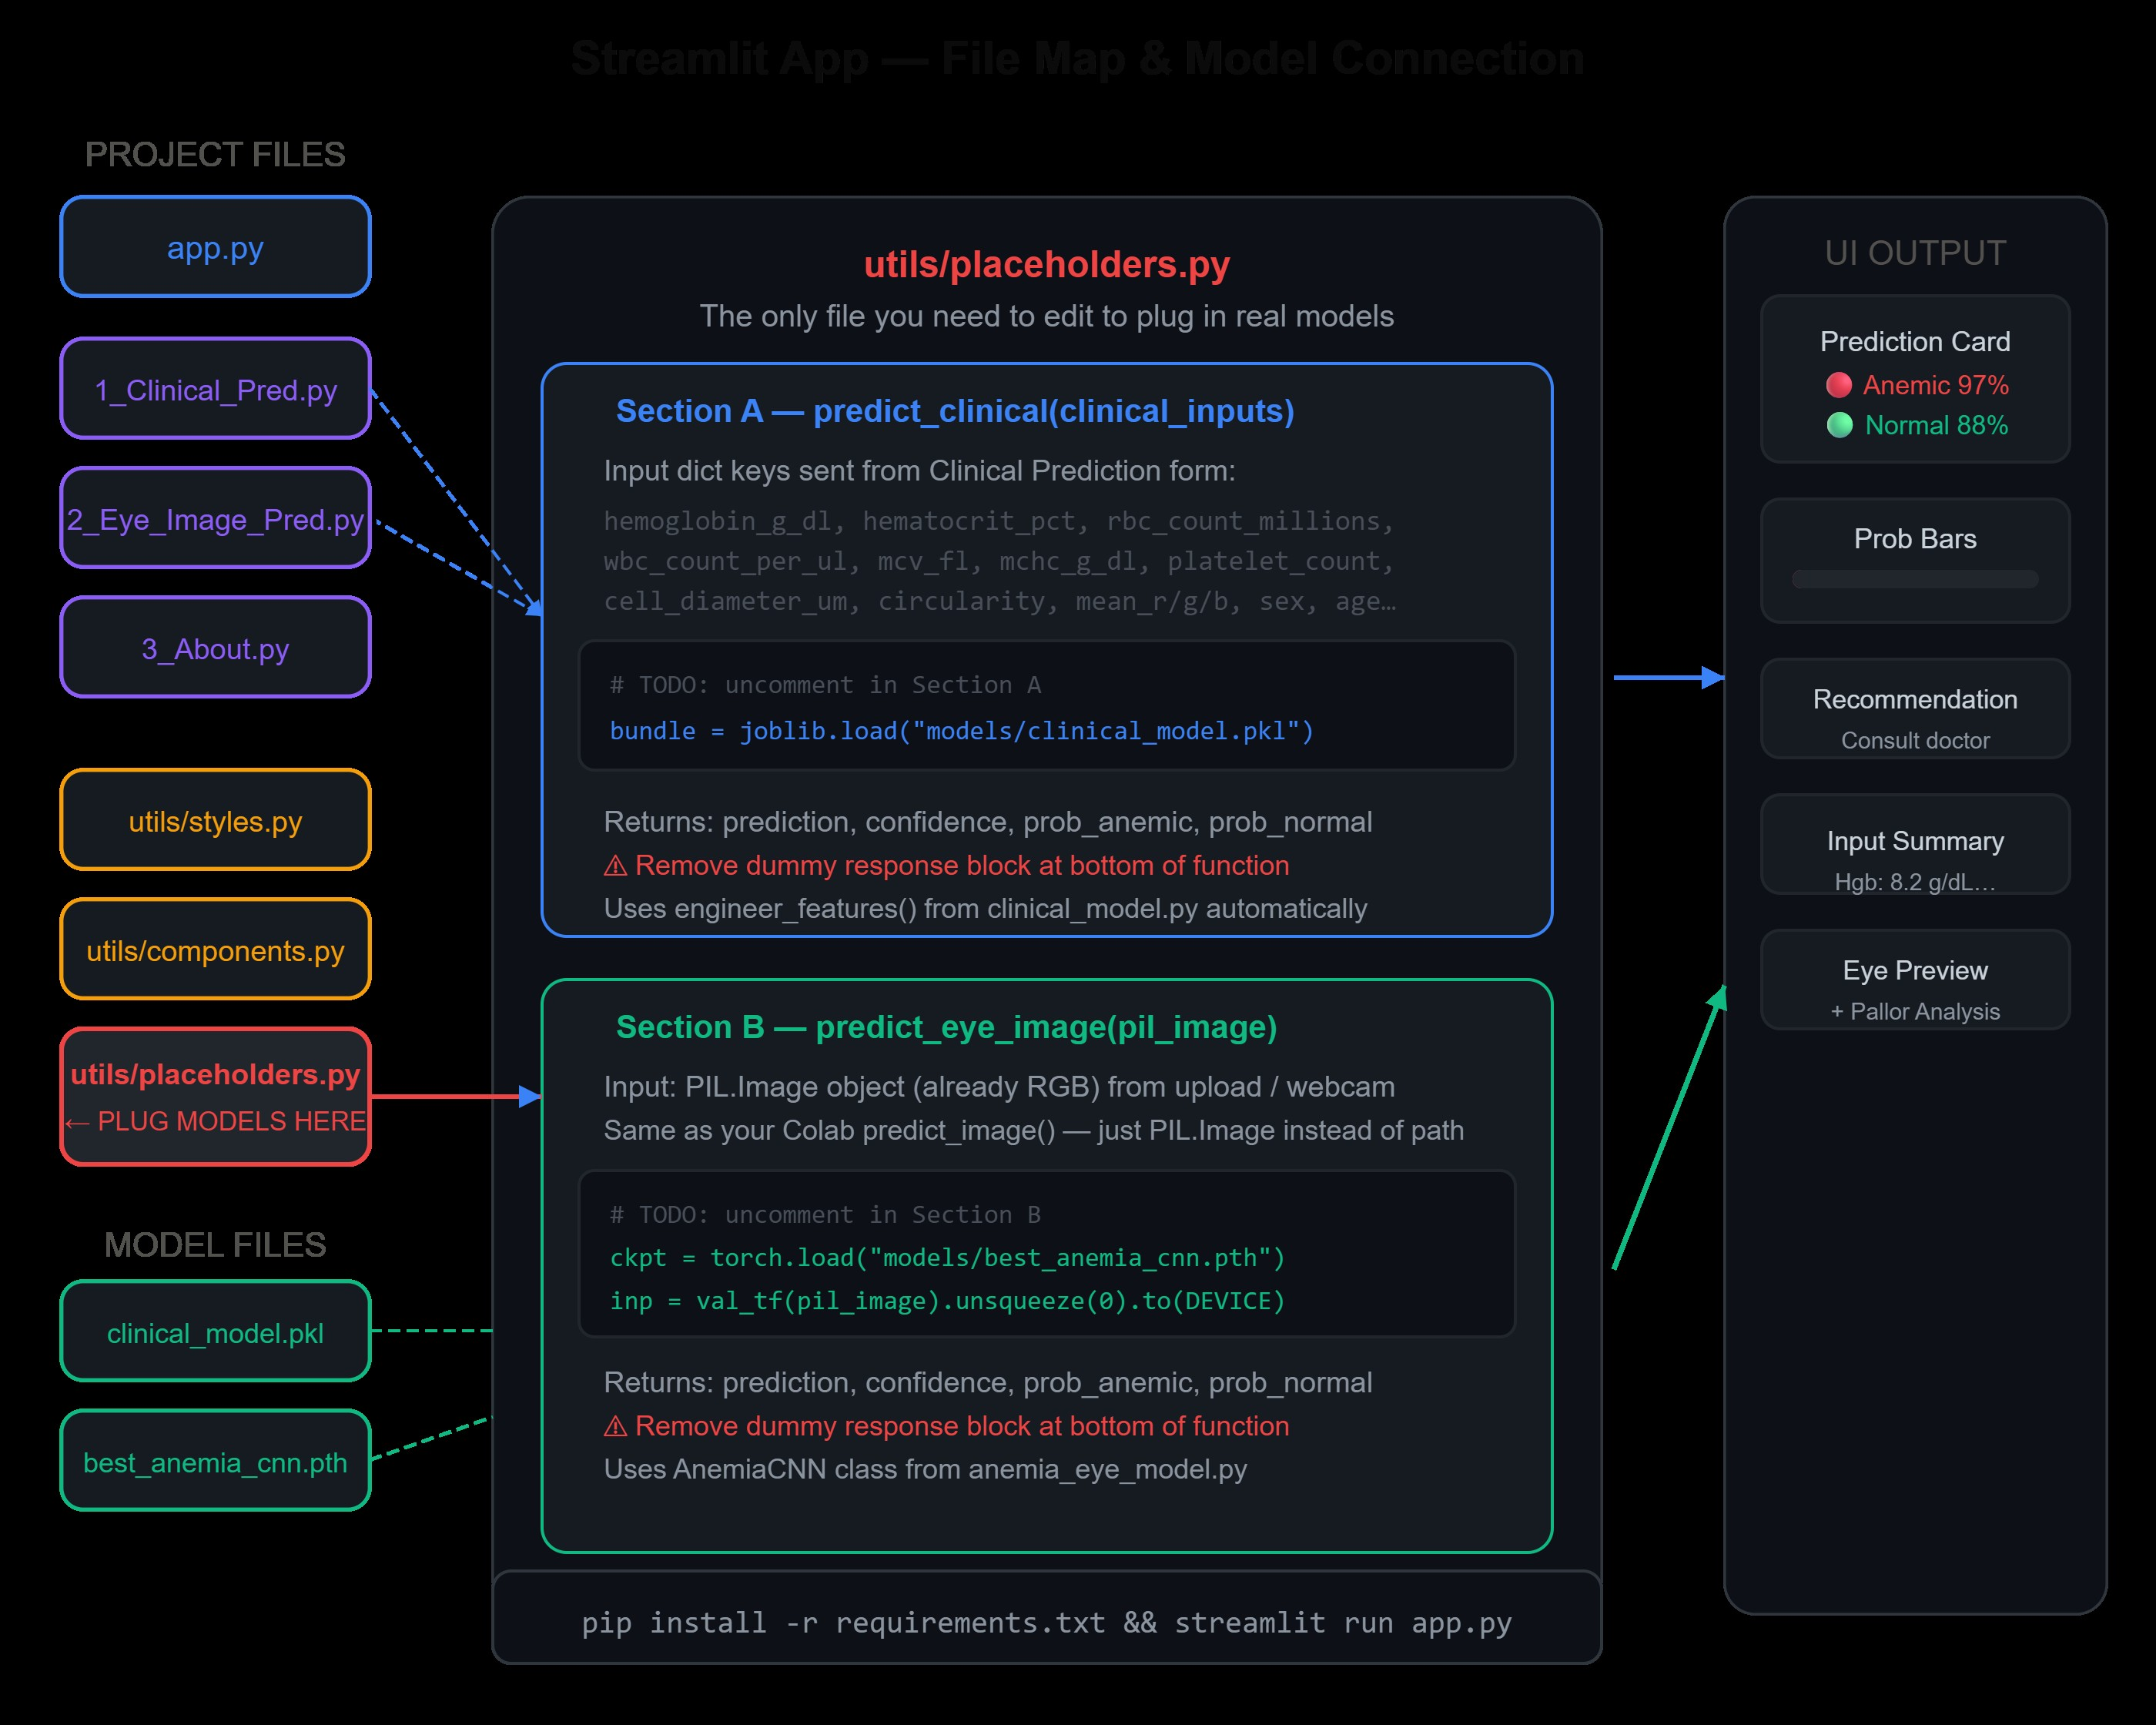 Streamlit App — File Map & Model Connection
PROJECT FILES
app.py
1_Clinical_Pred.py
2_Eye_Image_Pred.py
3_About.py
utils/styles.py
utils/components.py
utils/placeholders.py
← PLUG MODELS HERE
MODEL FILES
clinical_model.pkl
best_anemia_cnn.pth
utils/placeholders.py
The only file you need to edit to plug in real models
Section A — predict_clinical(clinical_inputs)
Input dict keys sent from Clinical Prediction form:
hemoglobin_g_dl, hematocrit_pct, rbc_count_millions,
wbc_count_per_ul, mcv_fl, mchc_g_dl, platelet_count,
cell_diameter_um, circularity, mean_r/g/b, sex, age…
# TODO: uncomment in Section A
bundle = joblib.load("models/clinical_model.pkl")
Returns: prediction, confidence, prob_anemic, prob_normal
⚠ Remove dummy response block at bottom of function
Uses engineer_features() from clinical_model.py automatically
Section B — predict_eye_image(pil_image)
Input: PIL.Image object (already RGB) from upload / webcam
Same as your Colab predict_image() — just PIL.Image instead of path
# TODO: uncomment in Section B
ckpt = torch.load("models/best_anemia_cnn.pth")
inp = val_tf(pil_image).unsqueeze(0).to(DEVICE)
Returns: prediction, confidence, prob_anemic, prob_normal
⚠ Remove dummy response block at bottom of function
Uses AnemiaCNN class from anemia_eye_model.py
pip install -r requirements.txt && streamlit run app.py
UI OUTPUT
Prediction Card
🔴 Anemic 97%
🟢 Normal 88%
Prob Bars
Recommendation
Consult doctor
Input Summary
Hgb: 8.2 g/dL…
Eye Preview
+ Pallor Analysis